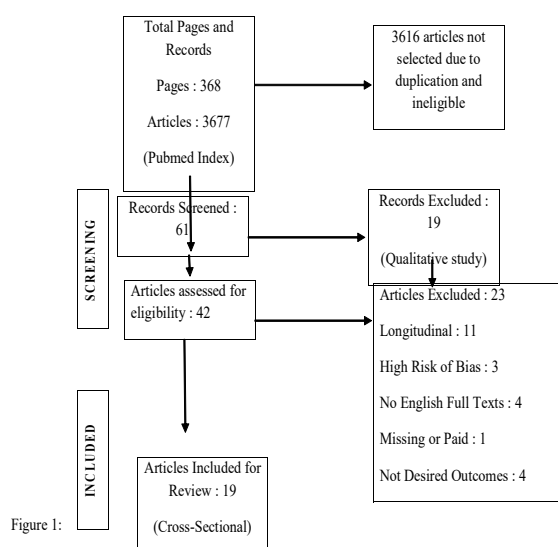 Total Pages and
Records
Pages : 368
Articles : 3677
(Pubmed Index)
3616 articles not
selected due to
duplication and
ineligible
SCREENING
Records Screened :
61
Records Excluded :
19
(Qualitative study)
Articles assessed for
eligibility : 42
Articles Excluded : 23
Longitudinal : 11
High Risk of Bias : 3
No English Full Texts : 4
Missing or Paid : 1
Not Desired Outcomes : 4
INCLUDED
Articles Included for
Review : 19
(Cross-Sectional)
Figure 1: